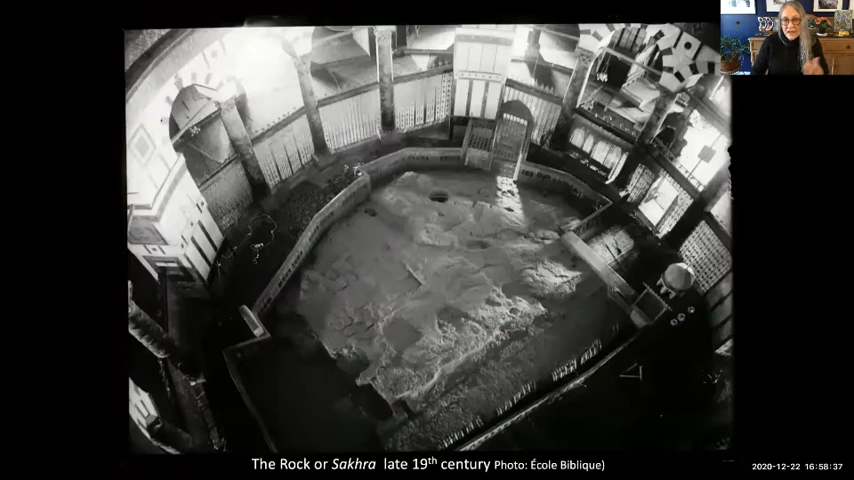 The Rock or Sakhra late 19th century Photo: École Biblique)
2020-12-22 16:58:37